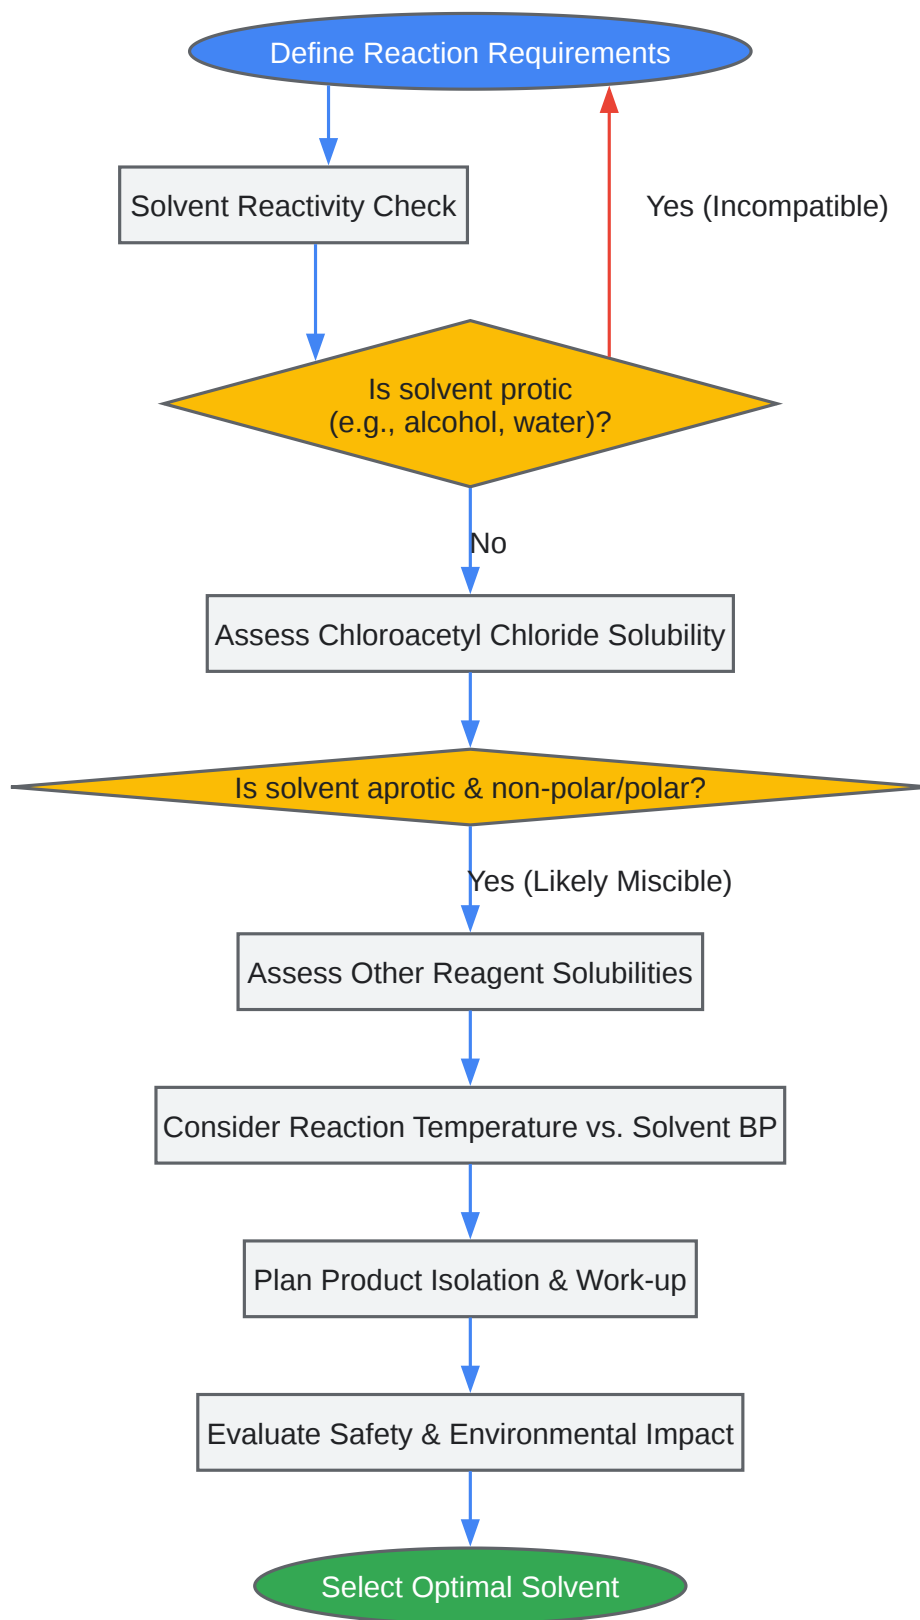 Define Reaction Requirements
Solvent Reactivity Check
Yes (Incompatible)
Is solvent protic
(e.g., alcohol, water)?
No
Assess Chloroacetyl Chloride Solubility
Is solvent aprotic & non-polar/polar?
Yes (Likely Miscible)
Assess Other Reagent Solubilities
Consider Reaction Temperature vs. Solvent BP
Plan Product Isolation & Work-up
Evaluate Safety & Environmental Impact
Select Optimal Solvent